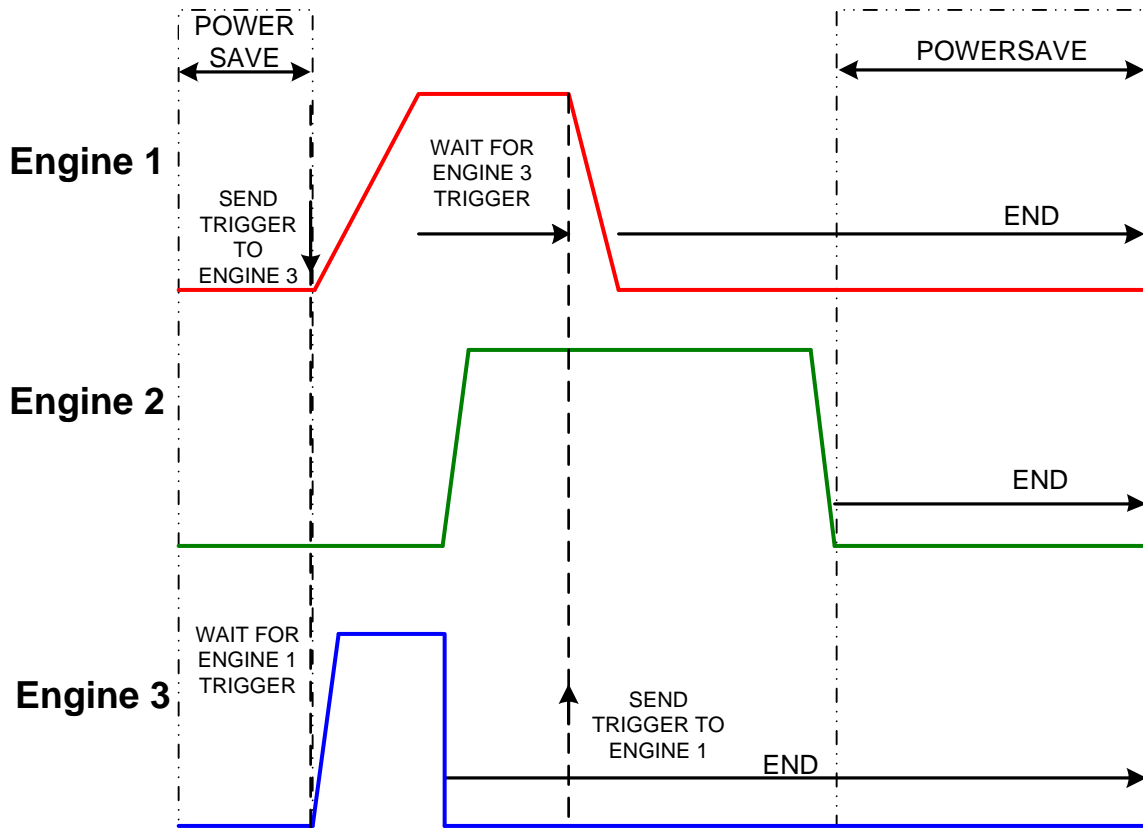 POWER
SAVE
POWERSAVE
Engine 1
WAIT FOR
ENGINE 3
TRIGGER
SEND
TRIGGER
TO
ENGINE 3
END
Engine 2
END
WAIT FOR
ENGINE 1
TRIGGER
Engine 3
SEND
TRIGGER TO
ENGINE 1
END